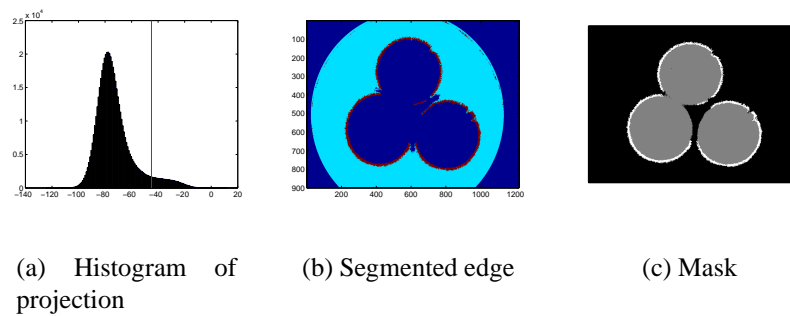 2.5 x 10⁴
2
1.5
1
0.5
0
−140 −120 −100 −80 −60 −40 −20 0 20
100
200
300
400
500
600
700
800
900
200 400 600 800 1000 1200
(a) Histogram of
projection
(b) Segmented edge
(c) Mask